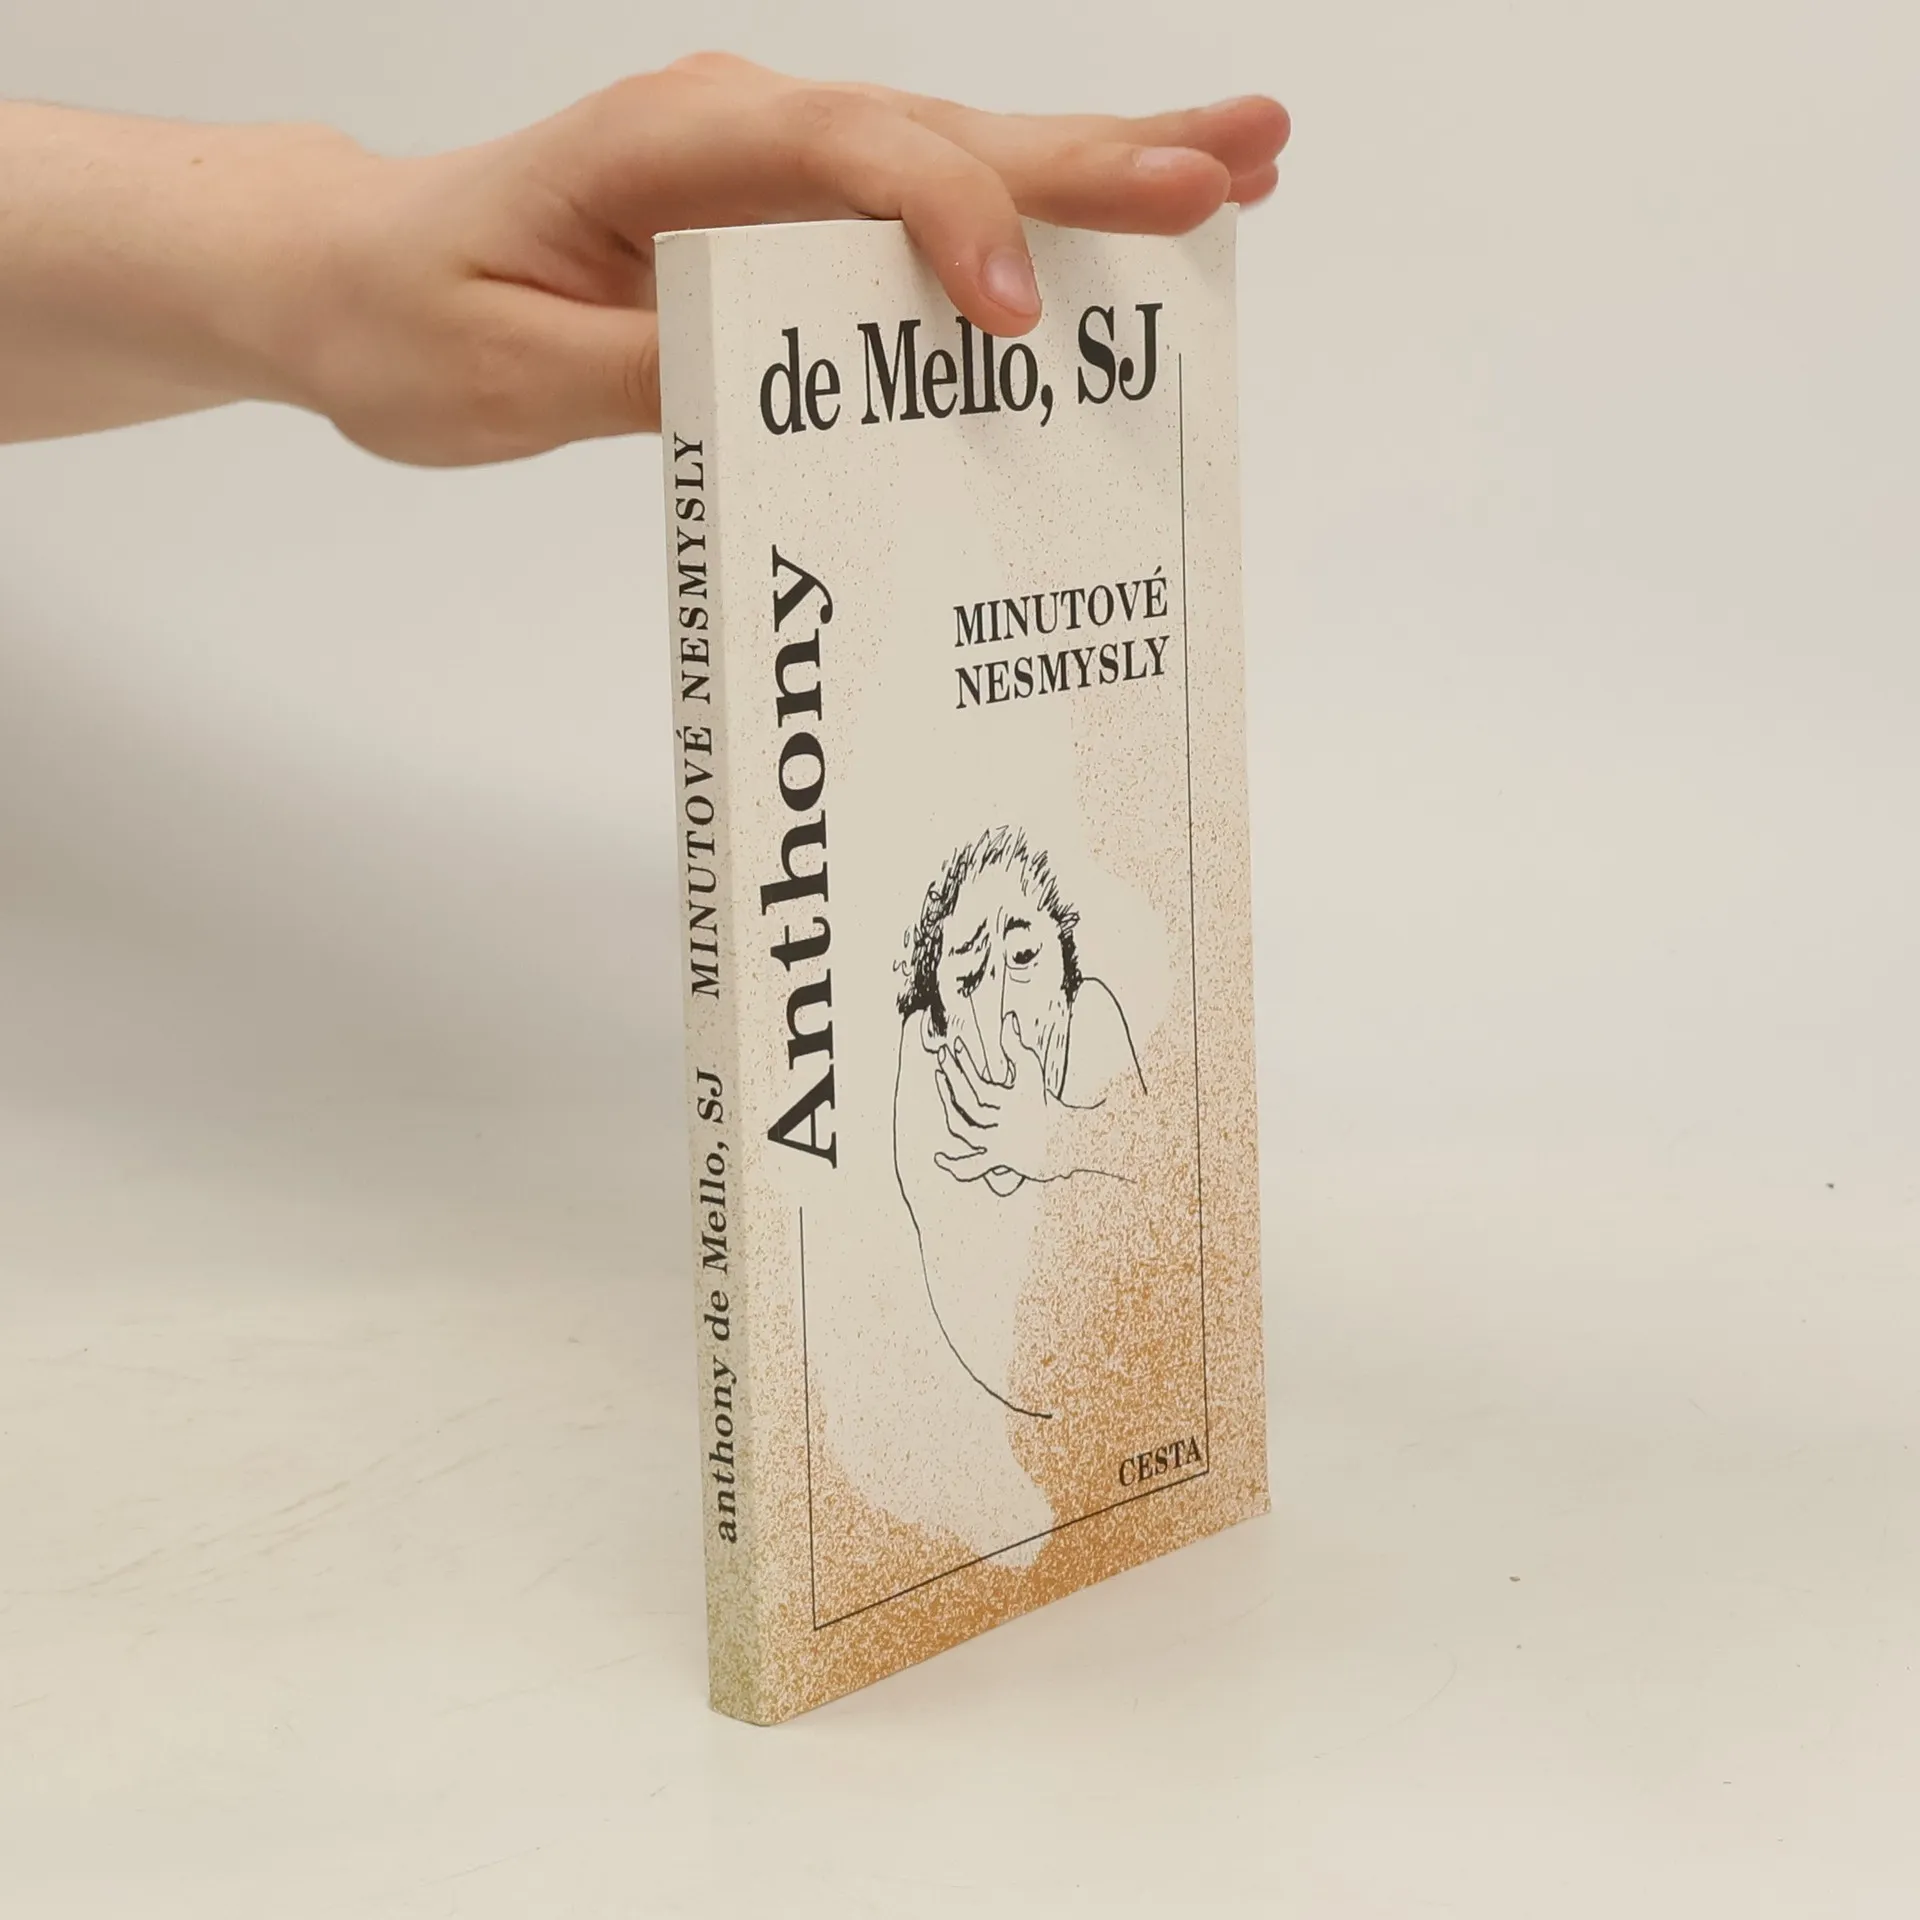 de Mello, SJ
Anthony
MINUTOVÉ
NESMYSLY
CESTA
anthony de Mello, SJ MINUTOVÉ NESMYSLY